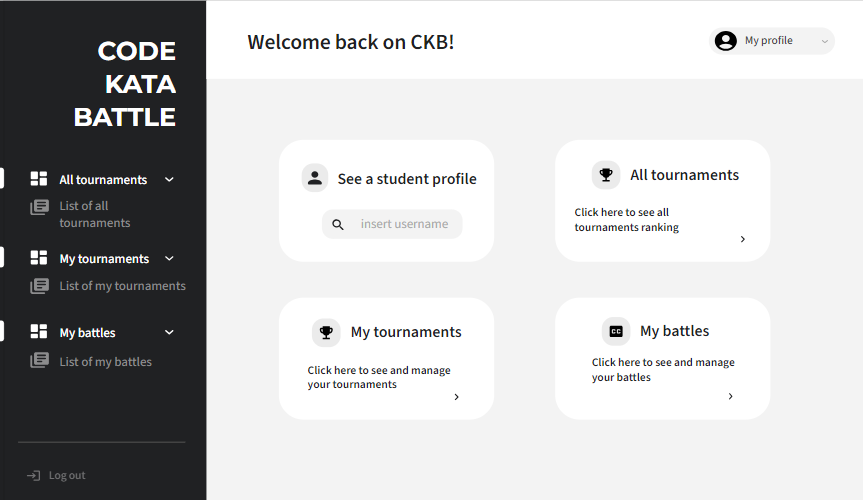 CODE
KATA
BATTLE
All tournaments
List of all
tournaments
My tournaments
List of my tournaments
My battles
List of my battles
Log out
Welcome back on CKB!
My profile
See a student profile
insert username
All tournaments
Click here to see all
tournaments ranking
My tournaments
Click here to see and manage
your tournaments
CC
My battles
Click here to see and manage
your battles